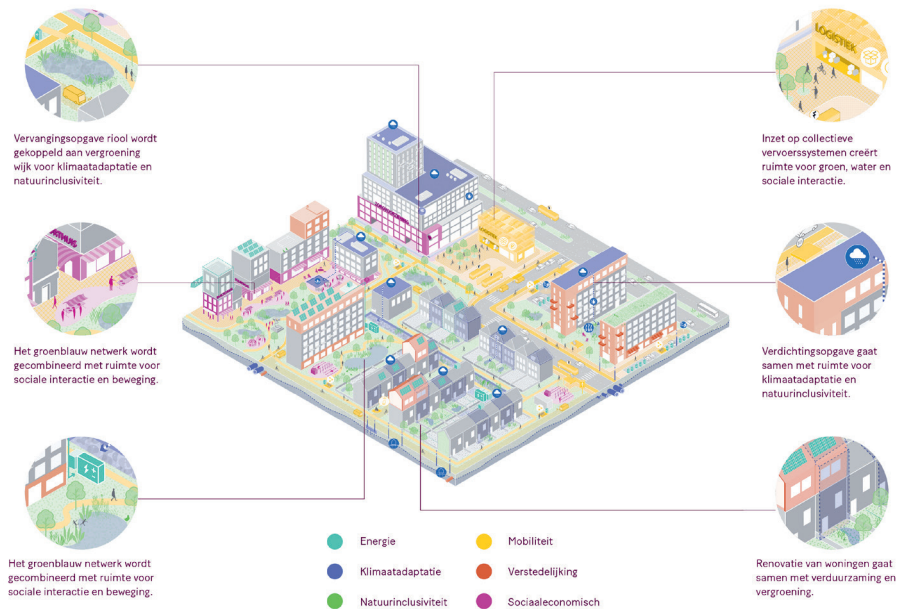 LOGISTIEK
Vervangingsopgave riool wordt
gekoppeld aan vergroening
wijk voor klimaatadaptatie en
natuurinclusiviteit.
Inzet op collectieve
vervoerssystemen creërt
ruimte voor groen, water en
sociale interactie.
Het groenblauw netwerk wordt
gecombineerd met ruimte voor
sociale interactie en beweging.
Verdichtingsopgave gaat
samen met ruimte voor
klimaatadaptatie en
natuurinclusiviteit.
Het groenblauw netwerk wordt
gecombineerd met ruimte voor
sociale interactie en beweging.
Renovatie van woningen gaat
samen met verduurzaming en
vergroening.
Energie
Klimaatadaptatie
Natuurinclusiviteit
Mobiliteit
Verstedelijking
Sociaaleconomisch